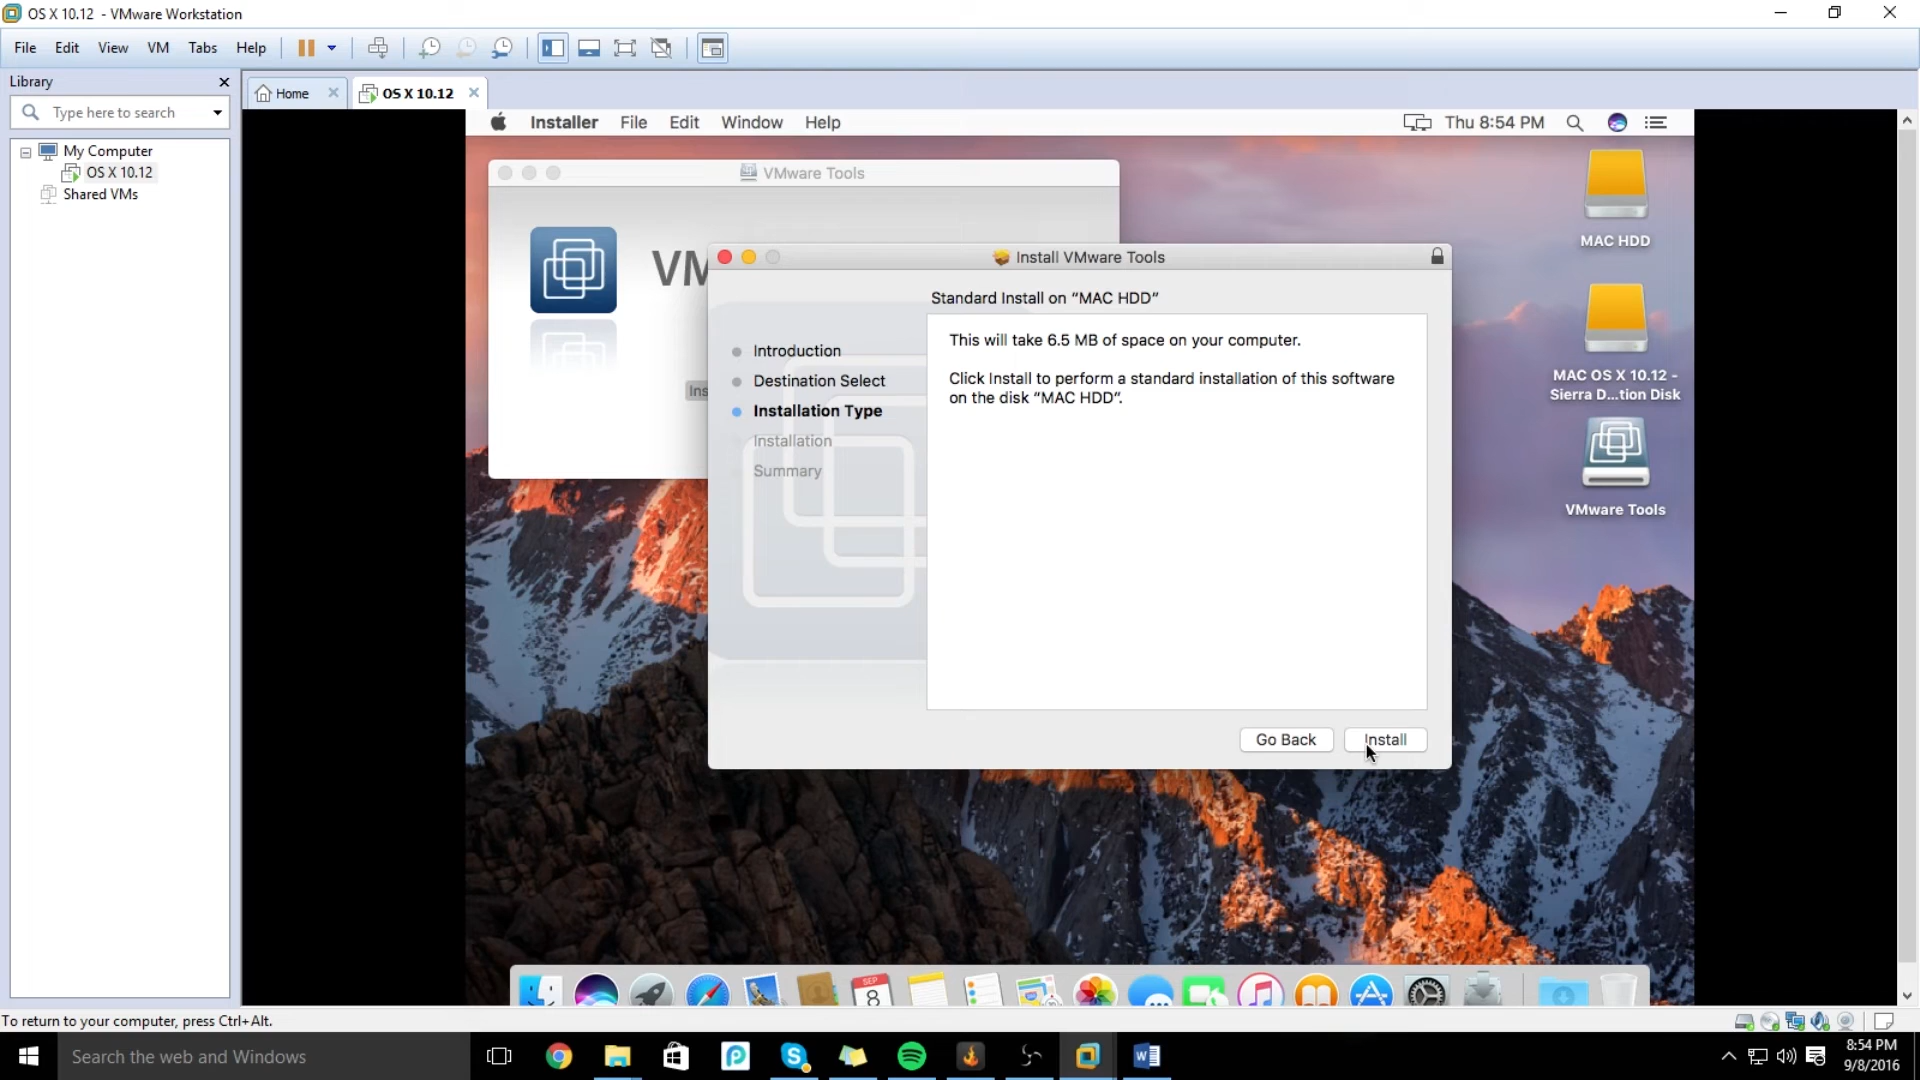 OS X 10.12 - VMware Workstation
File Edit View VM Tabs Help
Library
Type here to search
My Computer
OS X 10.12
Shared VMs
Home
OS X 10.12
Installer File Edit Window Help
Thu 8:54 PM
VMware Tools
VM
Ins
Install VMware Tools
Standard Install on “MAC HDD”
Introduction
Destination Select
Installation Type
Installation
Summary
This will take 6.5 MB of space on your computer.
Click Install to perform a standard installation of this software
on the disk “MAC HDD”.
Go Back
Install
MAC HDD
MAC OS X 10.12 -
Sierra D...tion Disk
VMware Tools
SEP
8
To return to your computer, press Ctrl+Alt.
Search the web and Windows
8:54 PM
9/8/2016